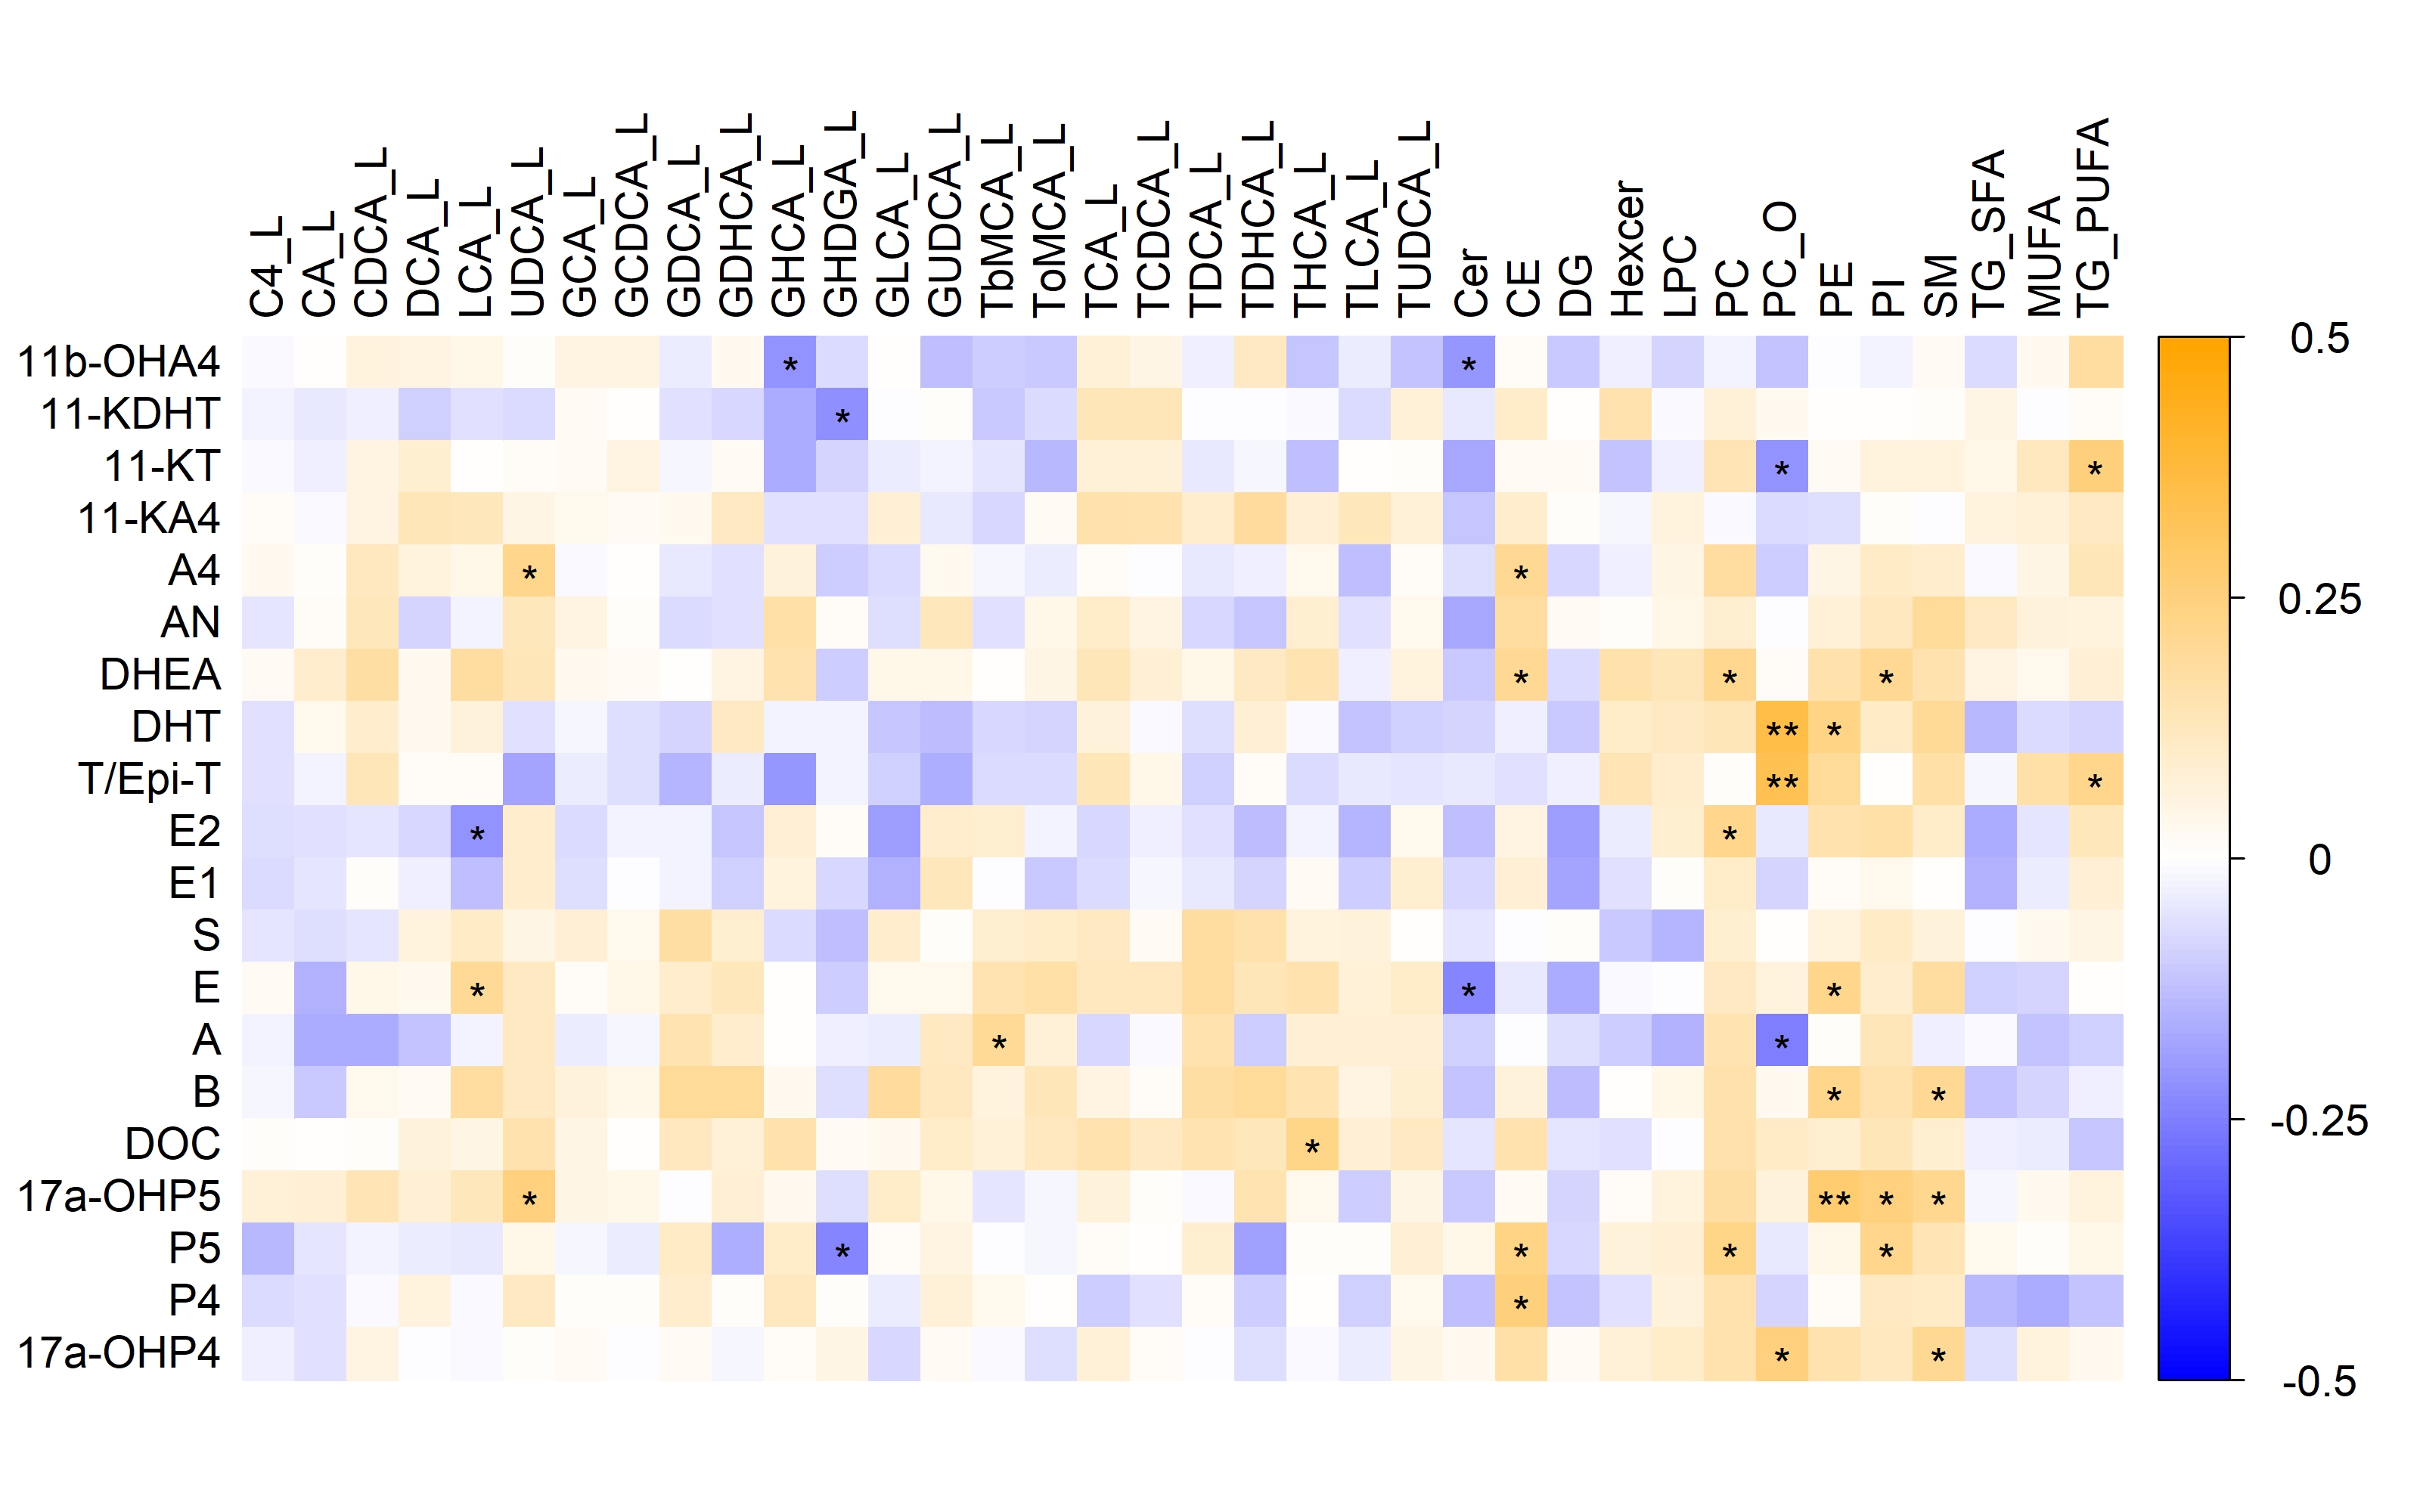 C4_L
CA_L
CDCA_L
DCA_L
LCA_L
UDCA_L
GCA_L
GCDCA_L
GDCA_L
GDHCA_L
GHCA_L
GHDGA_L
GLCA_L
GUDCA_L
TbMCA_L
ToMCA_L
TCA_L
TCDCA_L
TDCA_L
TDHCA_L
THCA_L
TLCA_L
TUDCA_L
Cer
CE
DG
Hexcer
LPC
PC
PC_O
PE
PI
SM
TG_SFA
MUFA
TG_PUFA
11b-OHA4 * *
11-KDHT *
11-KT * *
11-KA4
A4 * *
AN
DHEA * * *
DHT ** *
T/Epi-T ** *
E2 * *
E1
S
E * * *
A * *
B * *
DOC *
17a-OHP5 * ** * *
P5 * * * *
P4 *
17a-OHP4 * *
0.5
0.25
0
-0.25
-0.5